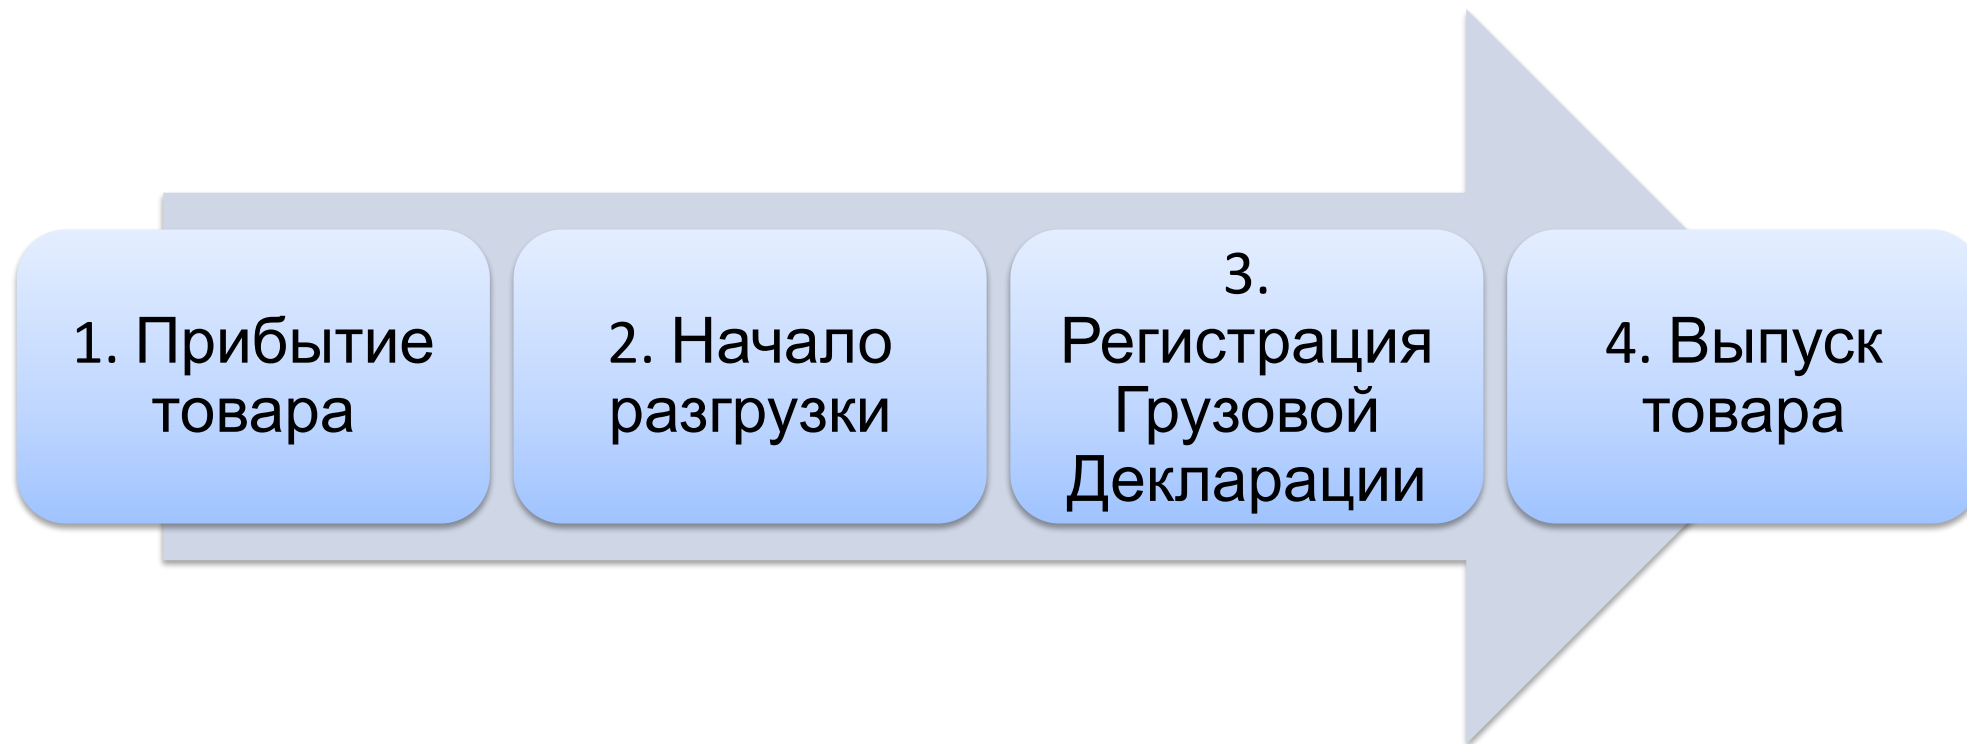 1. Прибытие
товара
2. Начало
разгрузки
3.
Регистрация
Грузовой
Декларации
4. Выпуск
товара